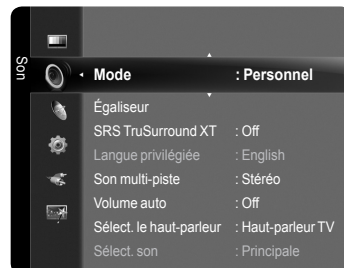 Son
Mode : Personnel
Égaliseur
SRS TruSurround XT : Off
Langue privilégiée : English
Son multi-piste : Stéréo
Volume auto : Off
Sélect. le haut-parleur : Haut-parleur TV
Sélect. son : Principale